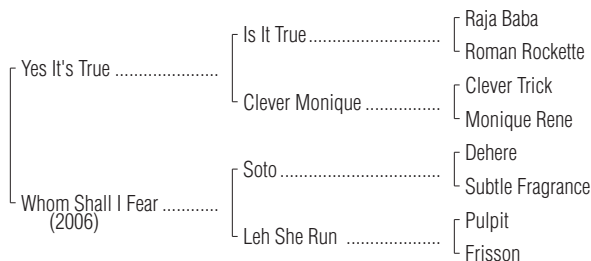 Yes It's True ......................
Whom Shall I Fear ............
(2006)
Is It True............................
Clever Monique ................
Soto ..................................
Leh She Run ....................
Raja Baba
Roman Rockette
Clever Trick
Monique Rene
Dehere
Subtle Fragrance
Pulpit
Frisson